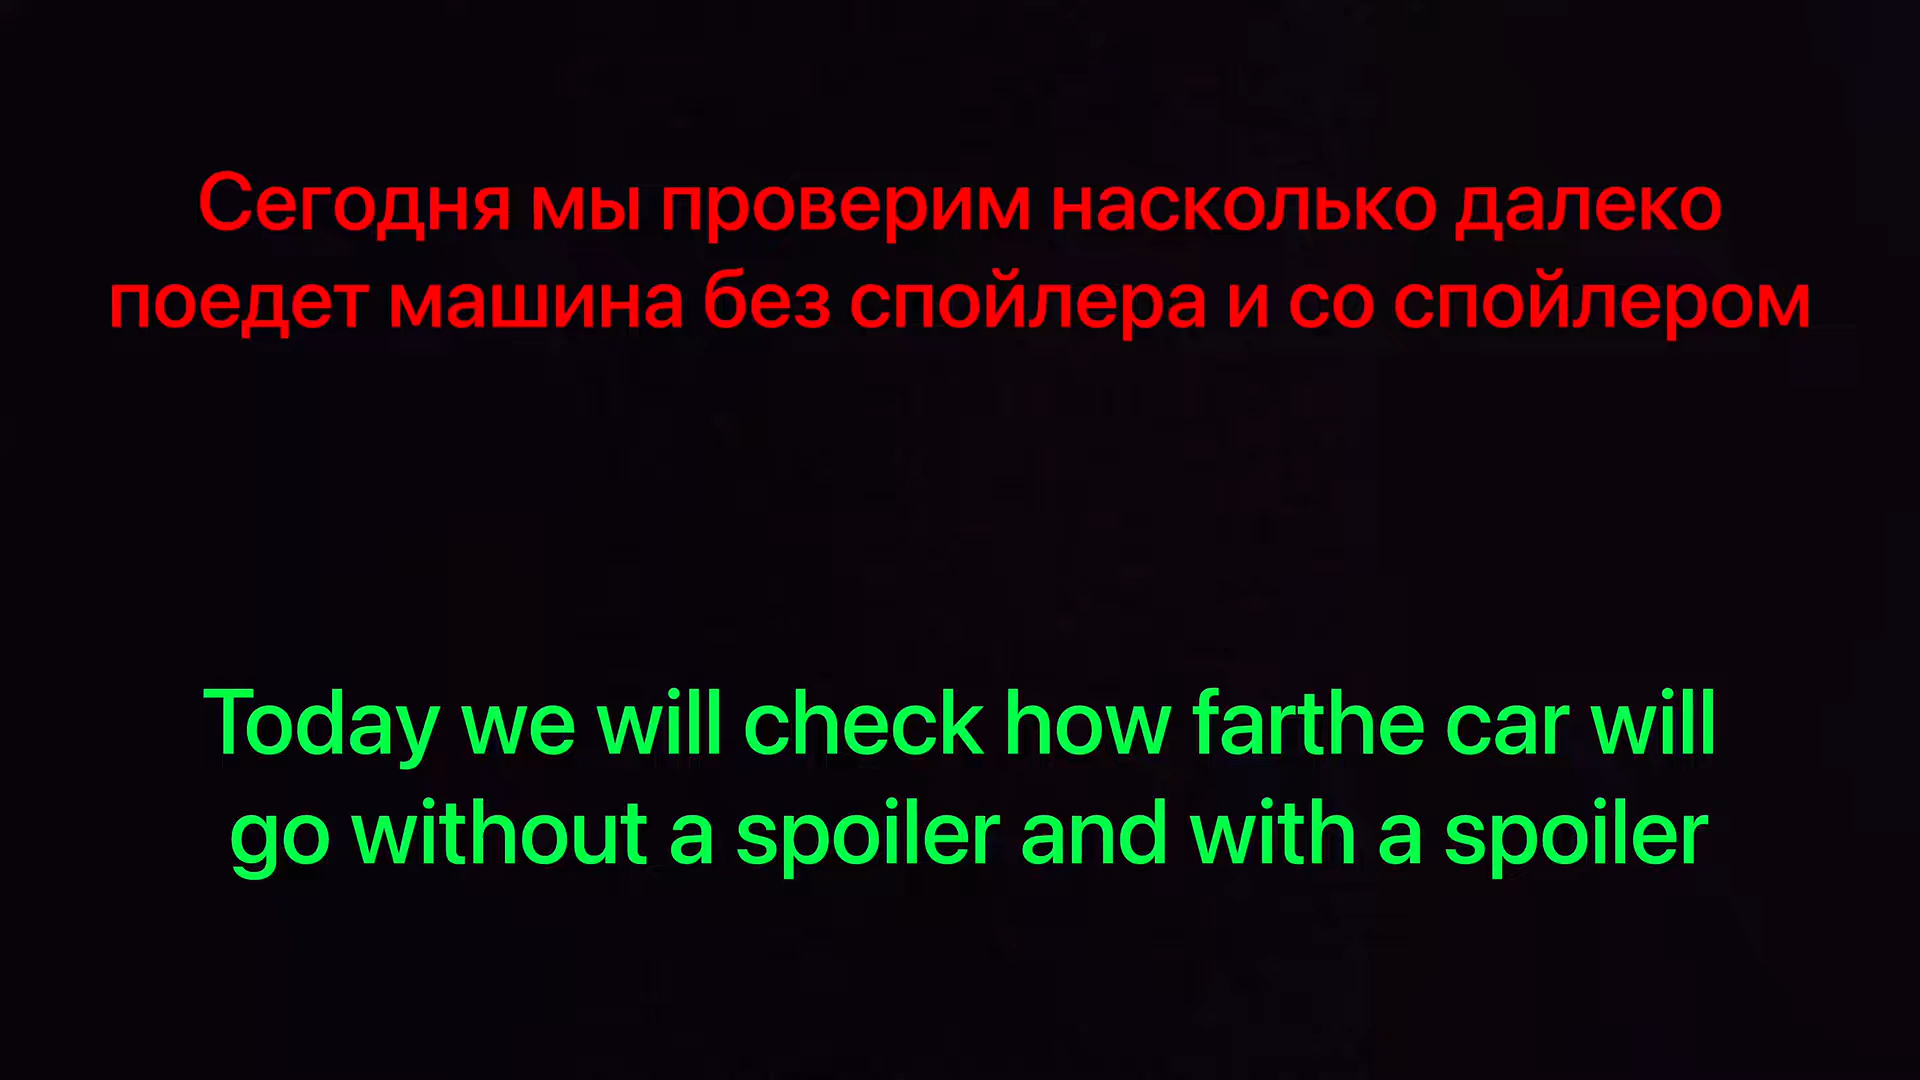 Сегодня мы проверим насколько далеко
поедет машина без спойлера и со спойлером
Today we will check how farthe car will
go without a spoiler and with a spoiler